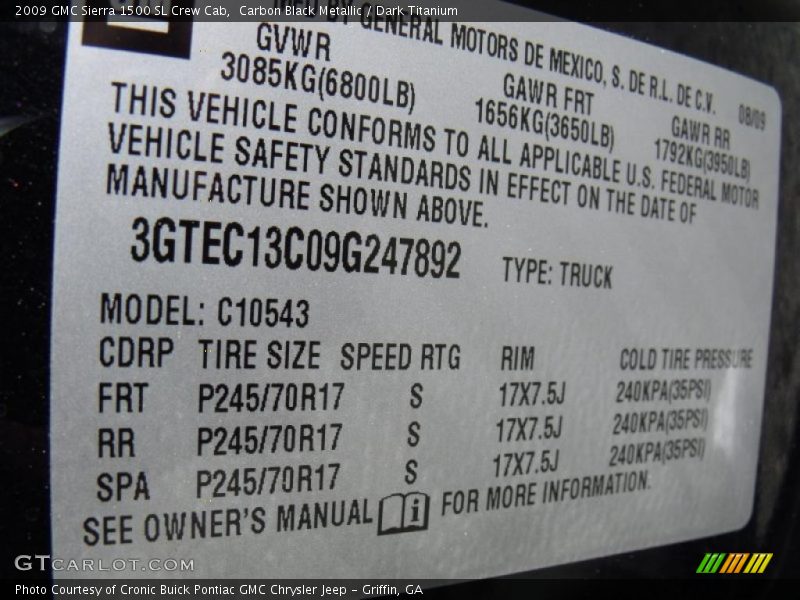 2009 GMC Sierra 1500 SL Crew Cab, Carbon Black Metallic / Dark Titanium
BY GENERAL MOTORS DE MEXICO, S. DE R.L. DE C.V.
08/09
GVWR GAWR FRT GAWR RR
3085KG(6800LB) 1656KG(3650LB) 1792KG(3950LB)
THIS VEHICLE CONFORMS TO ALL APPLICABLE U.S. FEDERAL MOTOR
VEHICLE SAFETY STANDARDS IN EFFECT ON THE DATE OF
MANUFACTURE SHOWN ABOVE.
3GTEC13C09G247892 TYPE: TRUCK
MODEL: C10543
CDRP TIRE SIZE SPEED RTG RIM COLD TIRE PRESSURE
FRT P245/70R17 S 17X7.5J 240KPA(35PSI)
RR P245/70R17 S 17X7.5J 240KPA(35PSI)
SPA P245/70R17 S 17X7.5J 240KPA(35PSI)
SEE OWNER'S MANUAL i FOR MORE INFORMATION.
GTCARLOT.COM
Photo Courtesy of Cronic Buick Pontiac GMC Chrysler Jeep - Griffin, GA